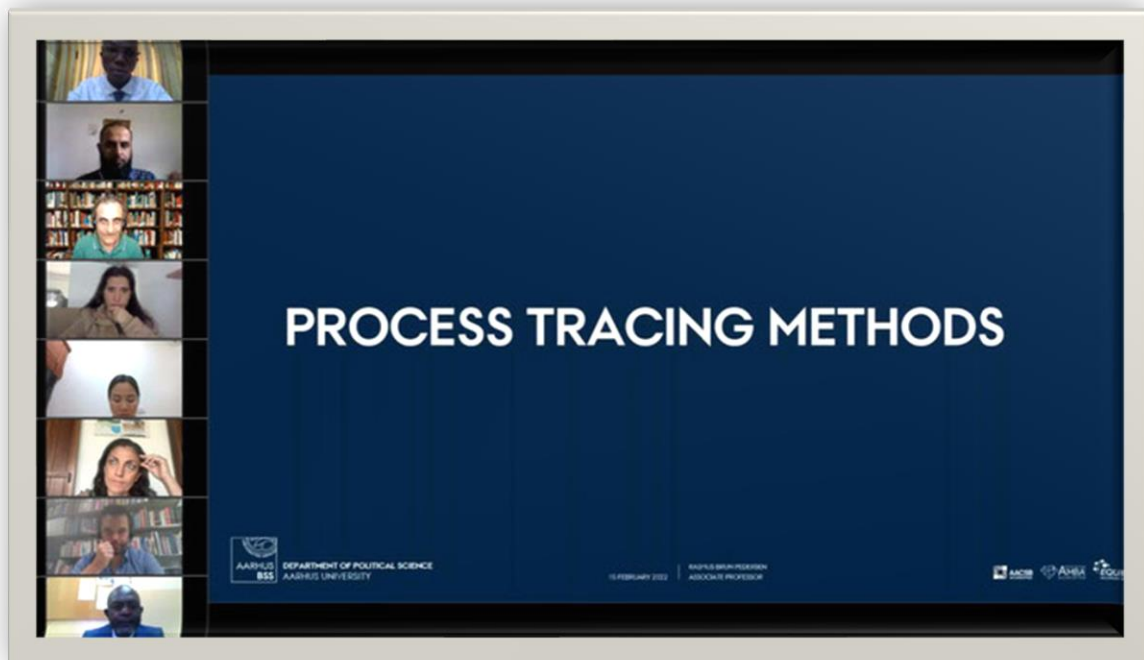 PROCESS TRACING METHODS
AARHUS
BSS
DEPARTMENT OF POLITICAL SCIENCE
AARHUS UNIVERSITY
15 FEBRUARY 2022
RASMUS BRUN PEDERSEN
ASSOCIATE PROFESSOR
AACSB
AMBA
EQUIS